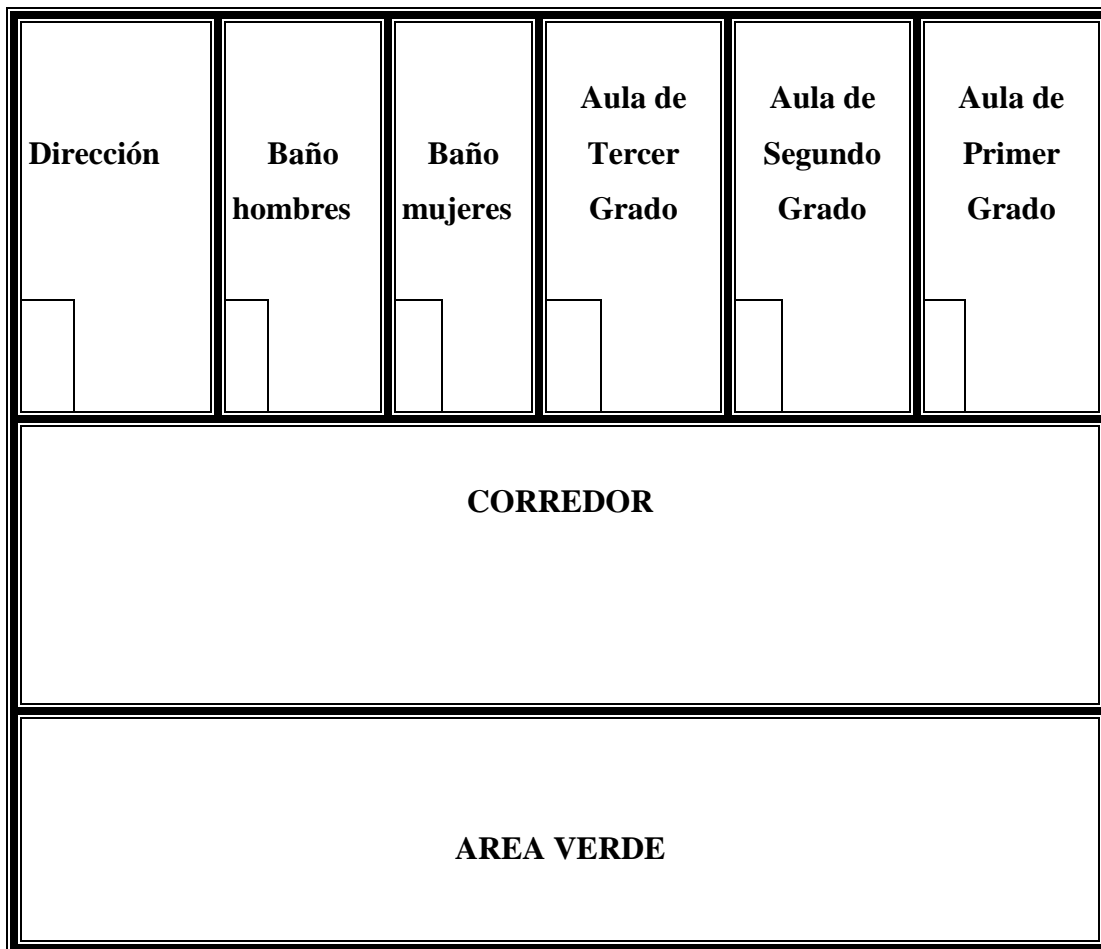 Dirección
Baño
hombres
Baño
mujeres
Aula de
Tercer
Grado
Aula de
Segundo
Grado
Aula de
Primer
Grado
CORREDOR
AREA VERDE